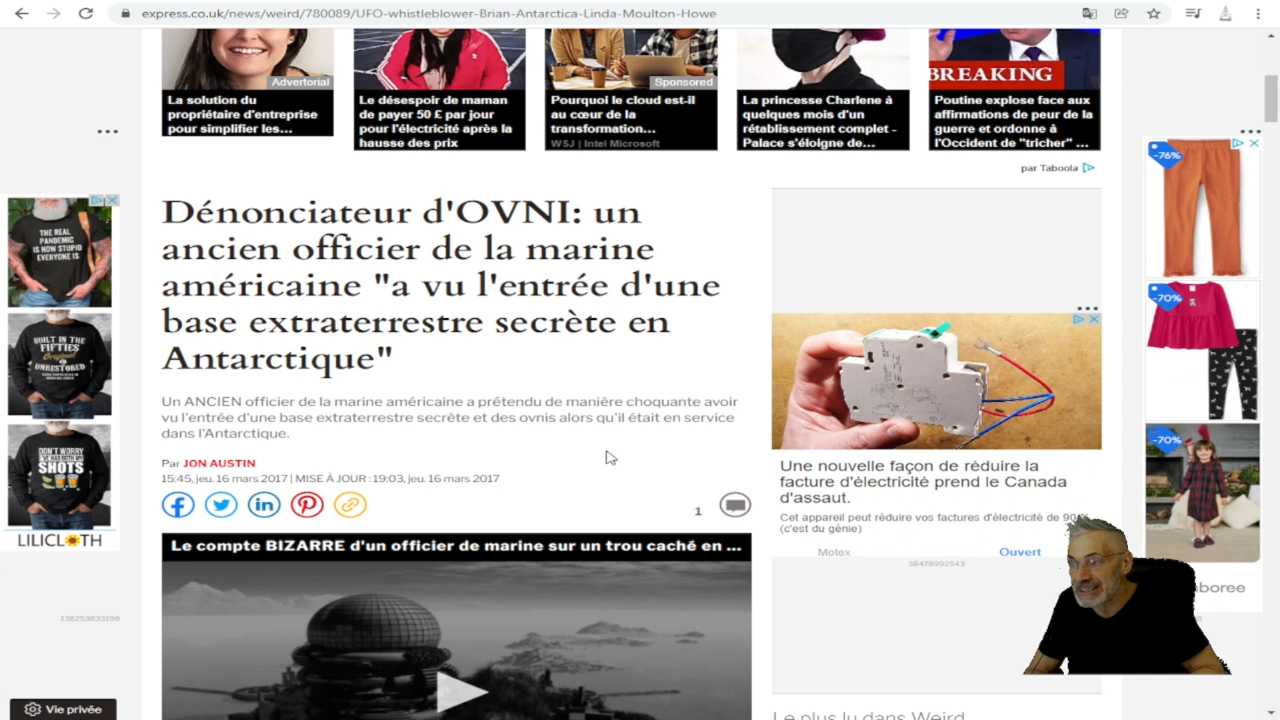 express.co.uk/news/weird/780089/UFO-whistleblower-Brian-Antarctica-Linda-Moulton-Howe
Advertorial
La solution du
propriétaire d'entreprise
pour simplifier les...
Le désespoir de maman
de payer 50 £ par jour
pour l'électricité après la
hausse des prix
Sponsored
Pourquoi le cloud est-il
au cœur de la
transformation...
WSJ | Intel Microsoft
La princesse Charlene à
quelques mois d'un
rétablissement complet -
Palace s'éloigne de...
BREAKING
Poutine explose face aux
affirmations de peur de la
guerre et ordonne à
l'Occident de "tricher" ...
par Taboola
Dénonciateur d'OVNI: un
ancien officier de la marine
américaine "a vu l'entrée d'une
base extraterrestre secrète en
Antarctique"
Un ANCIEN officier de la marine américaine a prétendu de manière choquante avoir
vu l'entrée d'une base extraterrestre secrète et des ovnis alors qu'il était en service
dans l'Antarctique.
Par JON AUSTIN
15:45, jeu. 16 mars 2017 | MISE À JOUR : 19:03, jeu. 16 mars 2017
1
Le compte BIZARRE d'un officier de marine sur un trou caché en ...
THE REAL
PANDEMIC
IS HOW STUPID
EVERYONE IS
BUILT IN THE
FIFTIES
Original
UNRESTORED
DON'T WORRY
I'VE HAD BOTH MY
SHOTS
LILICLOTH
138253833198
Vie privée
Une nouvelle façon de réduire la
facture d'électricité prend le Canada
d'assaut.
Cet appareil peut réduire vos factures d'électricité de 90
(c'est du génie)
Motex
Ouvert
38478992543
Le plus lu dans Weird
-76%
-70%
-70%
boree